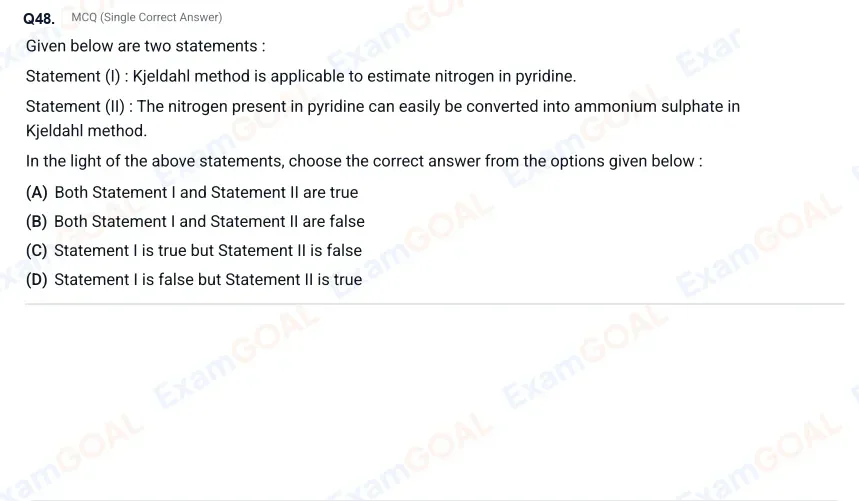 Q48. MCQ (Single Correct Answer)
Given below are two statements :
Statement (I) : Kjeldahl method is applicable to estimate nitrogen in pyridine.
Statement (II) : The nitrogen present in pyridine can easily be converted into ammonium sulphate in
Kjeldahl method.
In the light of the above statements, choose the correct answer from the options given below :
(A) Both Statement I and Statement II are true
(B) Both Statement I and Statement II are false
(C) Statement I is true but Statement II is false
(D) Statement I is false but Statement II is true
ExamGOAL